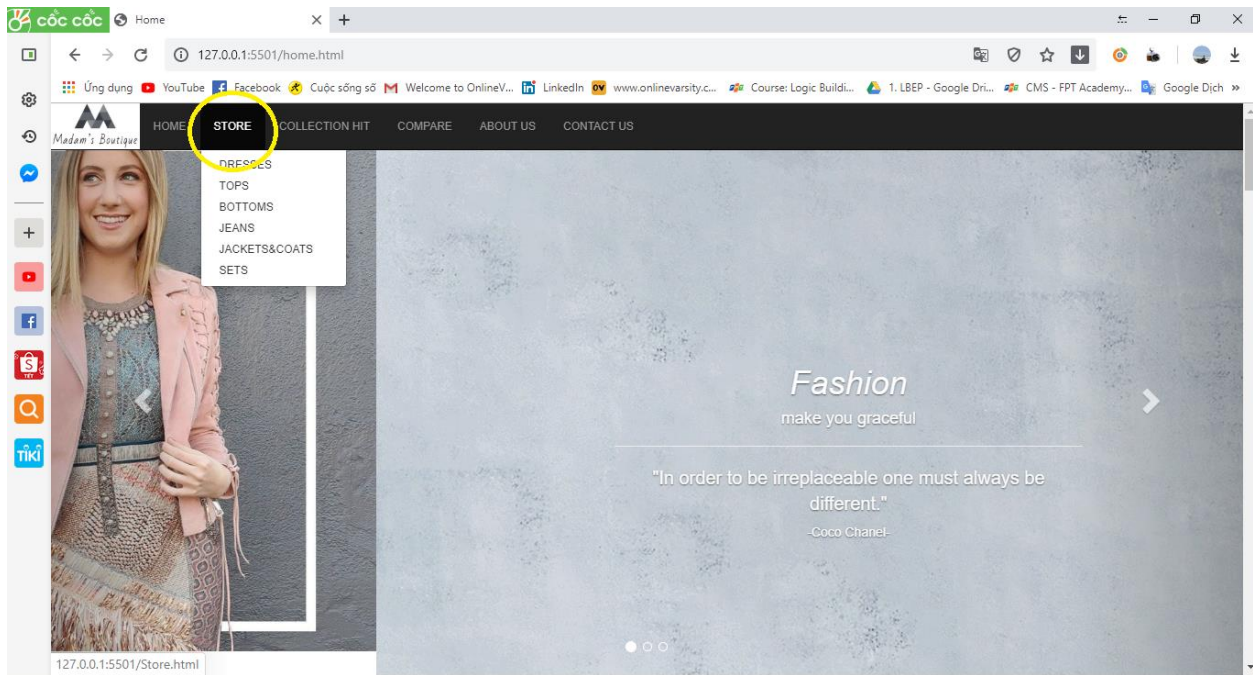 cốc cốc Home
127.0.0.1:5501/home.html
Ứng dụng YouTube Facebook Cuộc sống số Welcome to OnlineV... LinkedIn www.onlinevarsity.c... Course: Logic Buildi... 1. LBEP - Google Dri... CMS - FPT Academy... Google Dịch »
Madam's Boutique
HOME STORE COLLECTION HIT COMPARE ABOUT US CONTACT US
DRESSES
TOPS
BOTTOMS
JEANS
JACKETS&COATS
SETS
Fashion
make you graceful
"In order to be irreplaceable one must always be
different."
-Coco Chanel-
S
TẾT
TIKI
127.0.0.1:5501/Store.html